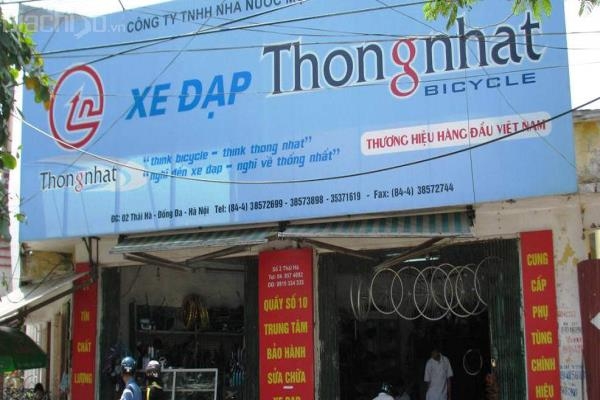 CÔNG TY TNHH NHÀ NƯỚC
XE ĐẠP Thongnhat
BICYCLE
Thongnhat
"think bicycle - think thong nhat"
"nghĩ đến xe đạp - nghĩ về thống nhất"
THƯƠNG HIỆU HÀNG ĐẦU VIỆT NAM
ĐC: 02 Thái Hà - Đống Đa - Hà Nội Tel: (84-4) 38572699 - 38573898 - 35371619 - Fax: (84-4) 38572744
UY
TÍN
CHẤT
LƯỢNG
Số 2 Thái Hà
QUẦY SỐ 10
TRUNG TÂM
BẢO HÀNH
SỬA CHỮA
XE ĐẠP
CUNG
CẤP
PHỤ
TÙNG
CHÍNH
HIỆU